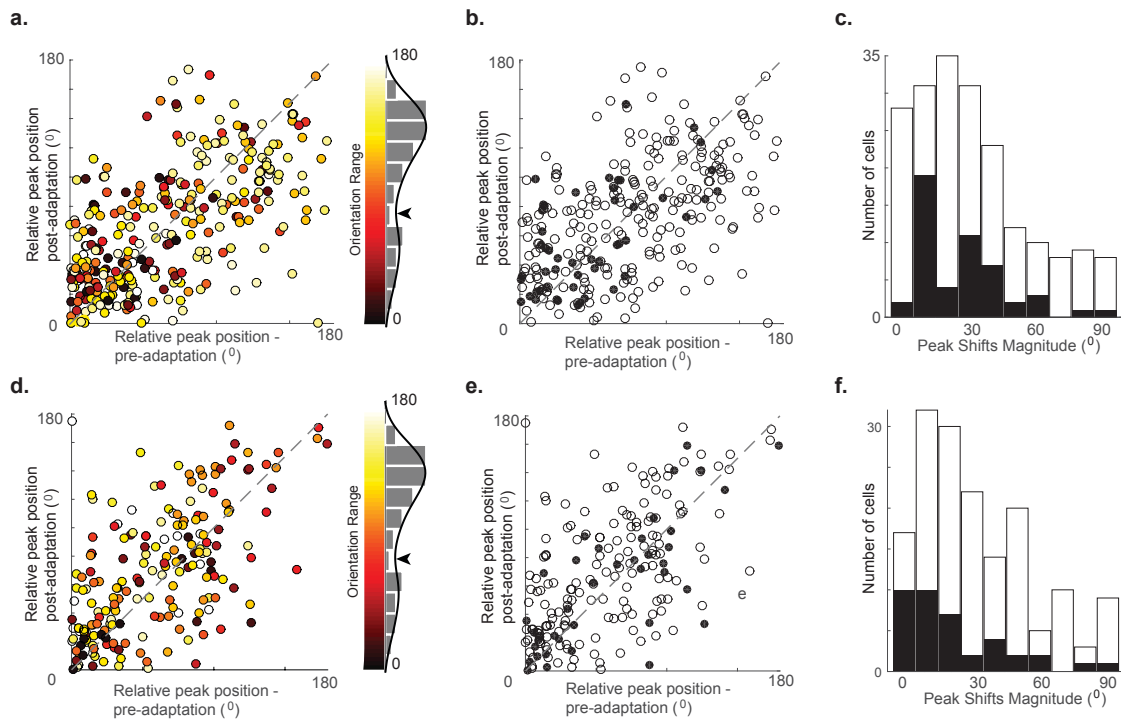 a.
180
Relative peak position
post-adaptation (⁰)
0
Relative peak position -
pre-adaptation (⁰)
180
180
Orientation Range
0
b.
180
Relative peak position
post-adaptation (⁰)
0
Relative peak position -
pre-adaptation (⁰)
180
c.
35
Number of cells
0
0 30 60 90
Peak Shifts Magnitude (⁰)
d.
180
Relative peak position
post-adaptation (⁰)
0
Relative peak position -
pre-adaptation (⁰)
180
180
Orientation Range
0
e.
180
Relative peak position
post-adaptation (⁰)
0
e
Relative peak position -
pre-adaptation (⁰)
180
f.
30
Number of cells
0
0 30 60 90
Peak Shifts Magnitude (⁰)